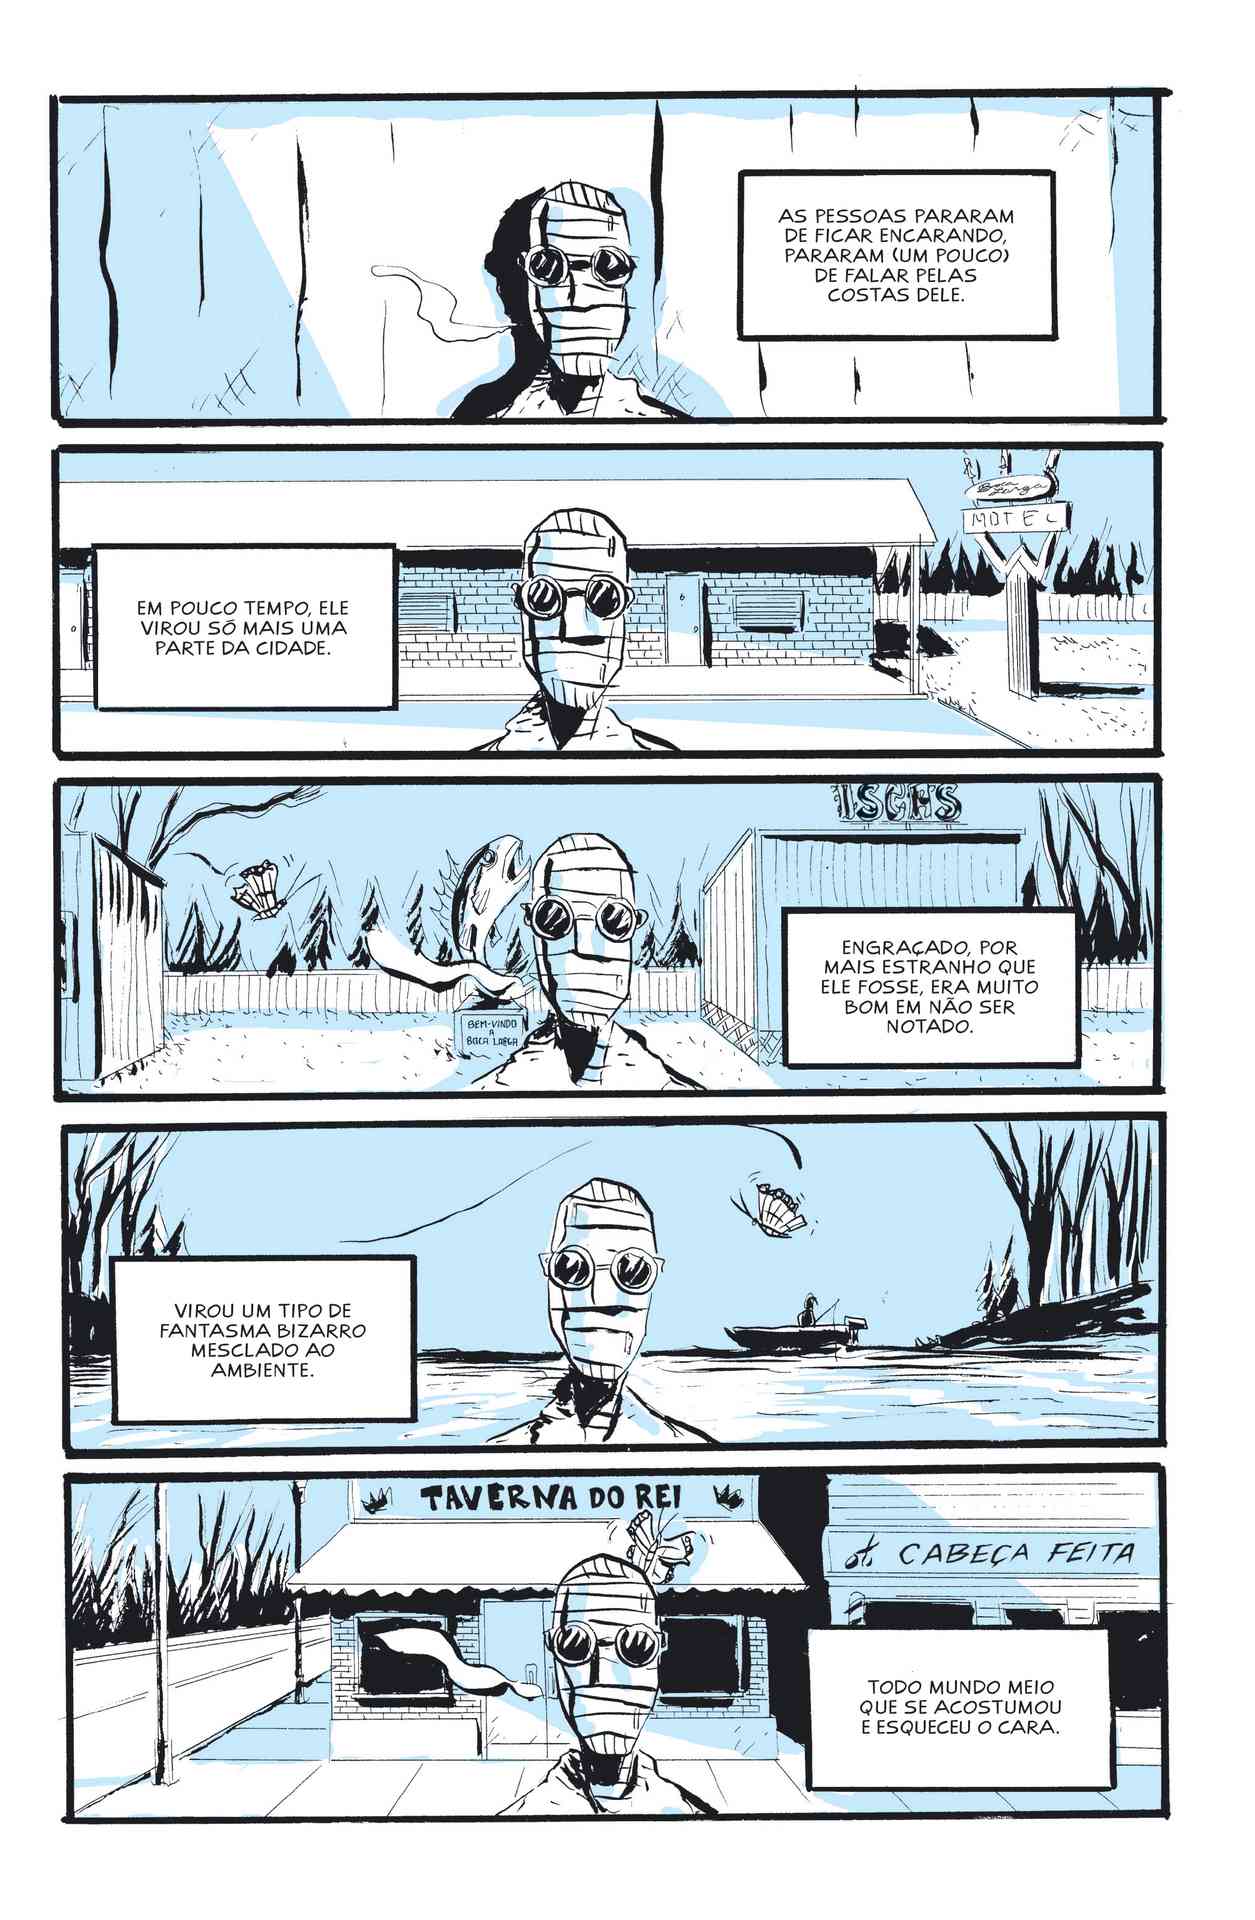 AS PESSOAS PARARAM
DE FICAR ENCARANDO,
PARARAM (UM POUCO)
DE FALAR PELAS
COSTAS DELE.
Boca
Larga
MOTEL
EM POUCO TEMPO, ELE
VIROU SÓ MAIS UMA
PARTE DA CIDADE.
ISCAS
BEM-VINDO
A
BOCA LARGA
ENGRAÇADO, POR
MAIS ESTRANHO QUE
ELE FOSSE, ERA MUITO
BOM EM NÃO SER
NOTADO.
VIROU UM TIPO DE
FANTASMA BIZARRO
MESCLADO AO
AMBIENTE.
TAVERNA DO REI
CABEÇA FEITA
TODO MUNDO MEIO
QUE SE ACOSTUMOU
E ESQUECEU O CARA.